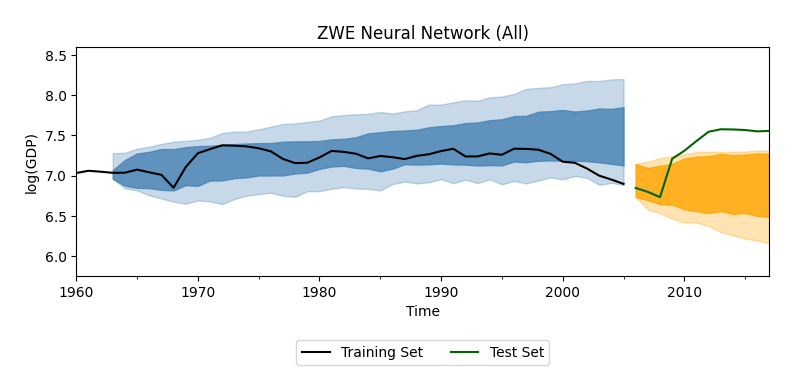 ZWE Neural Network (All)
log(GDP)
8.5
8.0
7.5
7.0
6.5
6.0
1960 1970 1980 1990 2000 2010
Time
Training Set Test Set